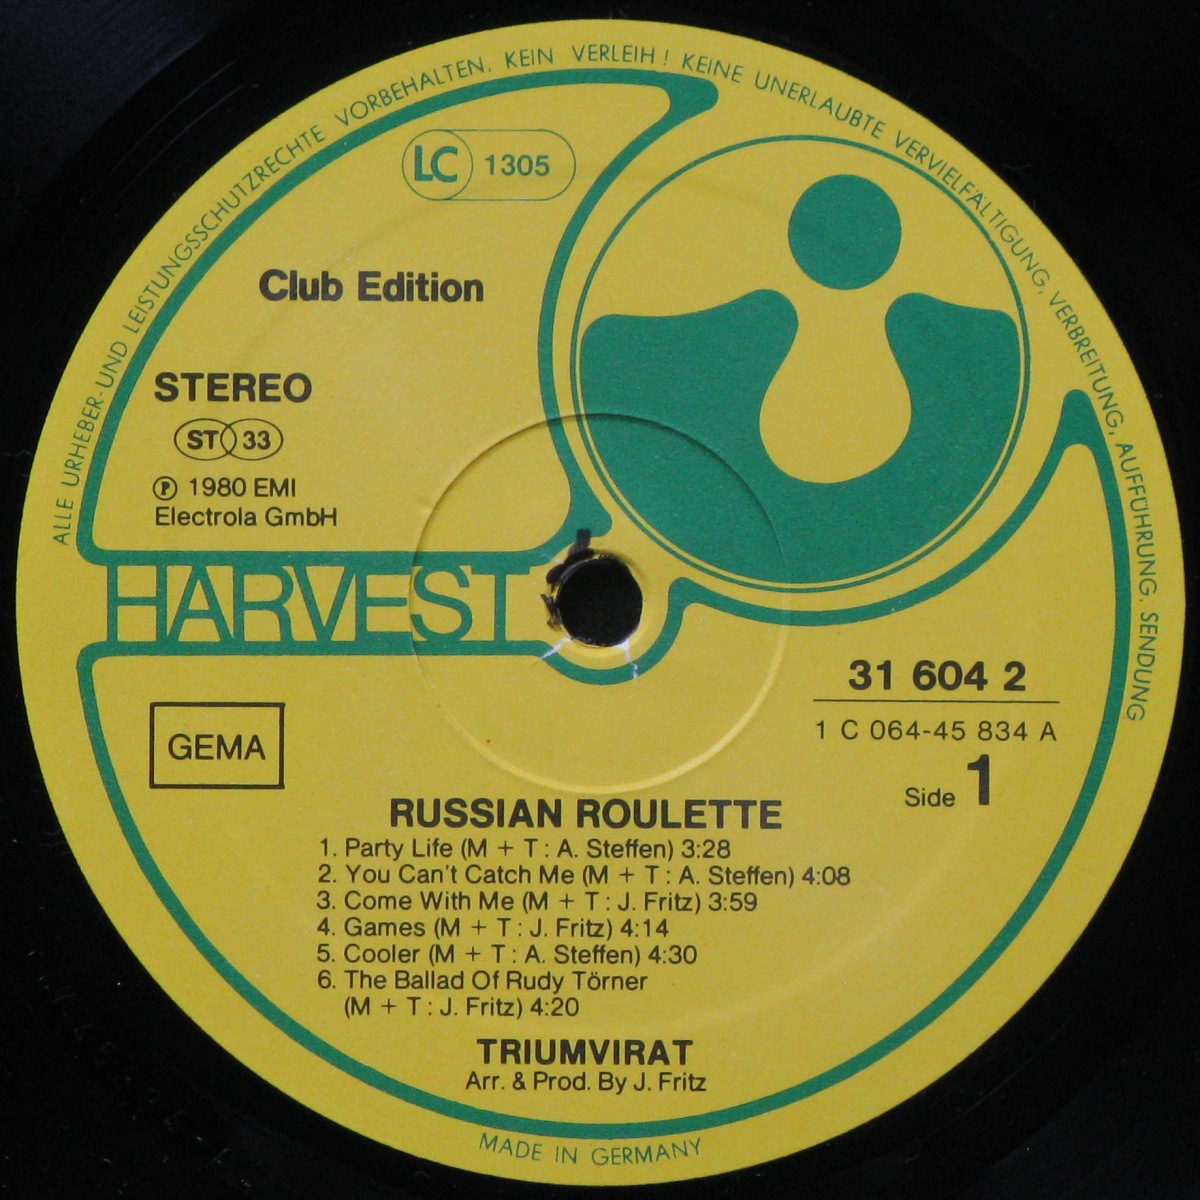 ALLE URHEBER- UND LEISTUNGSSCHUTZRECHTE VORBEHALTEN. KEIN VERLEIH! KEINE UNERLAUBTE VERVIELFÄLTIGUNG, VERBREITUNG, AUFFÜHRUNG, SENDUNG
LC 1305
Club Edition
STEREO
ST 33
℗ 1980 EMI
Electrola GmbH
HARVEST
31 604 2
1 C 064-45 834 A
GEMA
Side 1
RUSSIAN ROULETTE
1. Party Life (M + T : A. Steffen) 3:28
2. You Can't Catch Me (M + T : A. Steffen) 4:08
3. Come With Me (M + T : J. Fritz) 3:59
4. Games (M + T : J. Fritz) 4:14
5. Cooler (M + T : A. Steffen) 4:30
6. The Ballad Of Rudy Törner
(M + T : J. Fritz) 4:20
TRIUMVIRAT
Arr. & Prod. By J. Fritz
MADE IN GERMANY